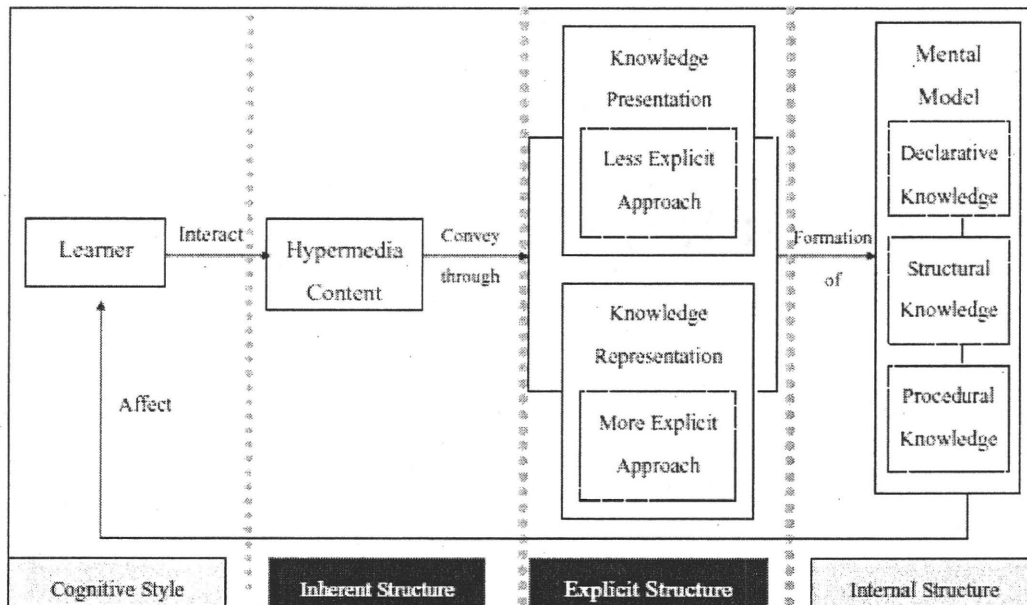 Learner
Interact
Hypermedia
Content
Convey
through
Knowledge
Presentation
Less Explicit
Approach
Knowledge
Representation
More Explicit
Approach
Formation
of
Mental
Model
Declarative
Knowledge
Structural
Knowledge
Procedural
Knowledge
Affect
Cognitive Style
Inherent Structure
Explicit Structure
Internal Structure